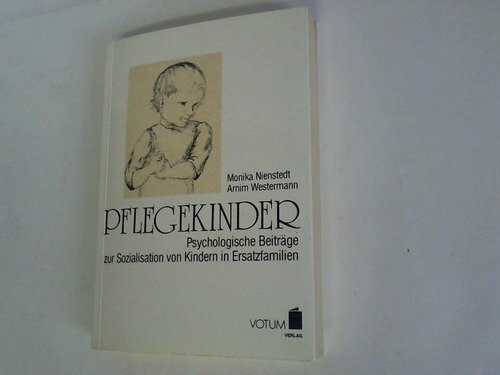 Monika Nienstedt
Arnim Westermann
PFLEGEKINDER
Psychologische Beiträge
zur Sozialisation von Kindern in Ersatzfamilien
VOTUM
VERLAG